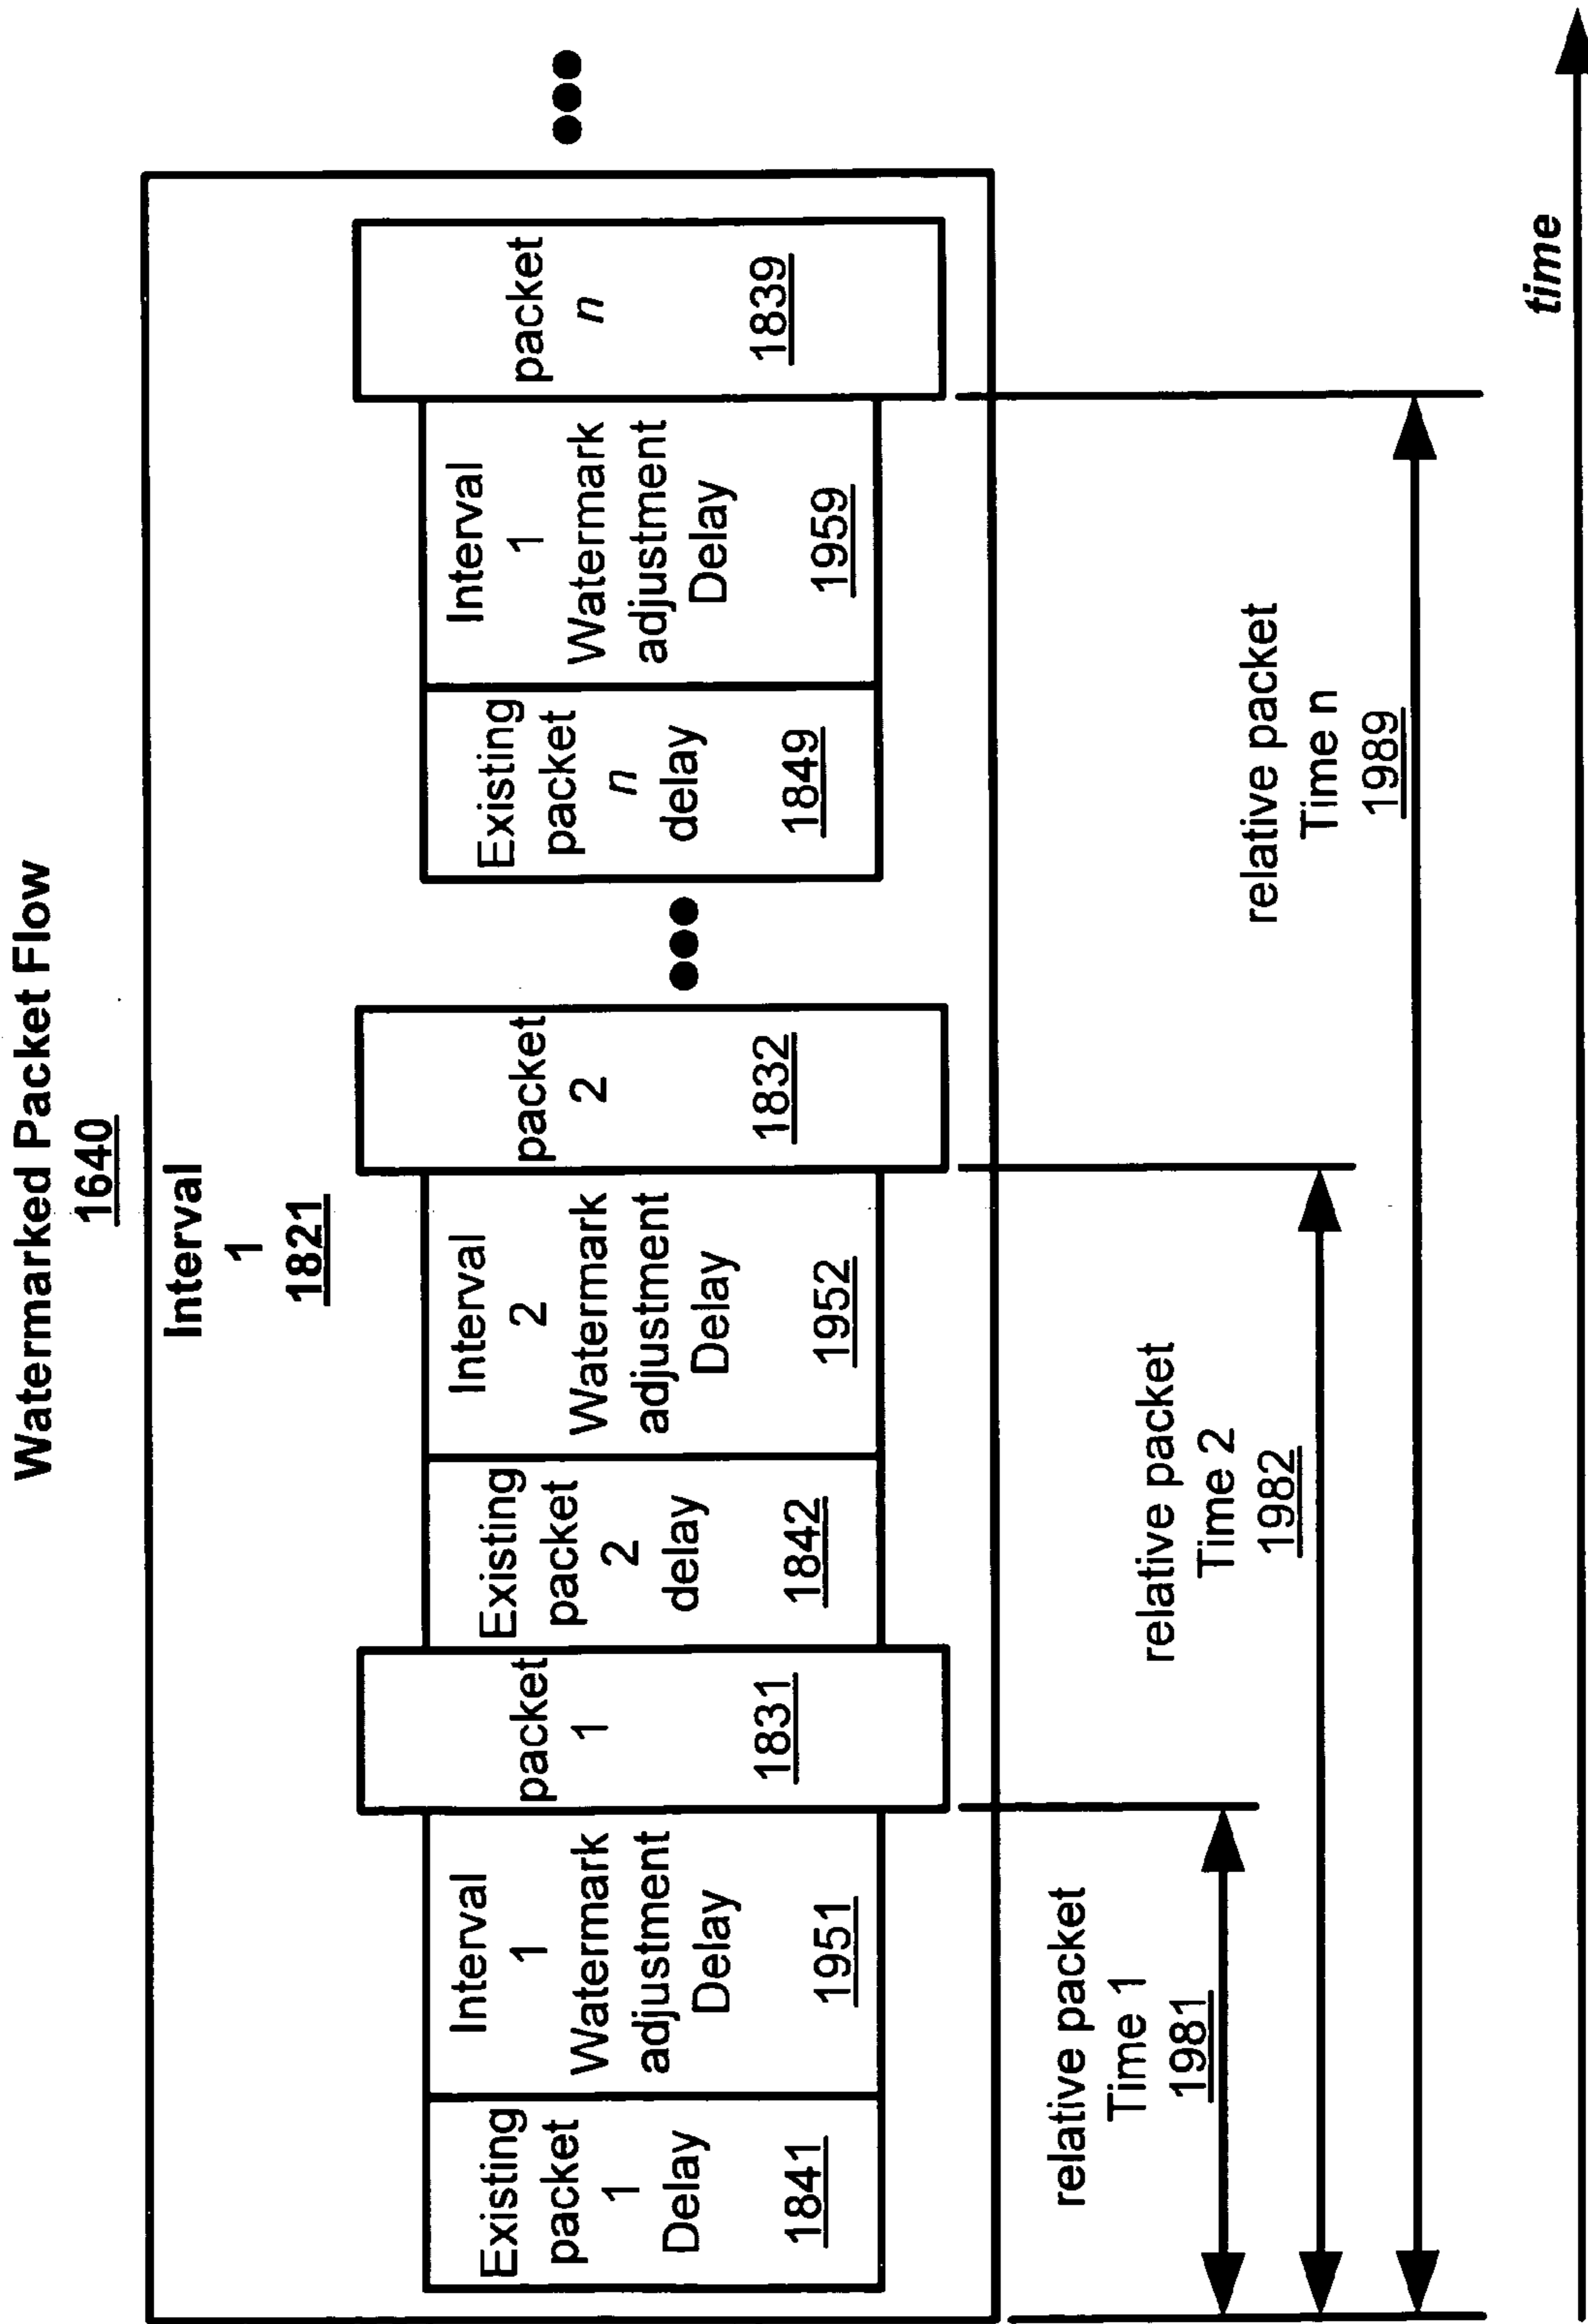 Watermarked Packet Flow
1640
Interval
1
1821
Existing
packet
1
Delay
1841
Interval
1
Watermark
adjustment
Delay
1951
packet
1
1831
Existing
packet
2
delay
1842
Interval
2
Watermark
adjustment
Delay
1952
packet
2
1832
Existing
packet
n
delay
1849
Interval
1
Watermark
adjustment
Delay
1959
packet
n
1839
relative packet
Time 1
1981
relative packet
Time 2
1982
relative packet
Time n
1989
time